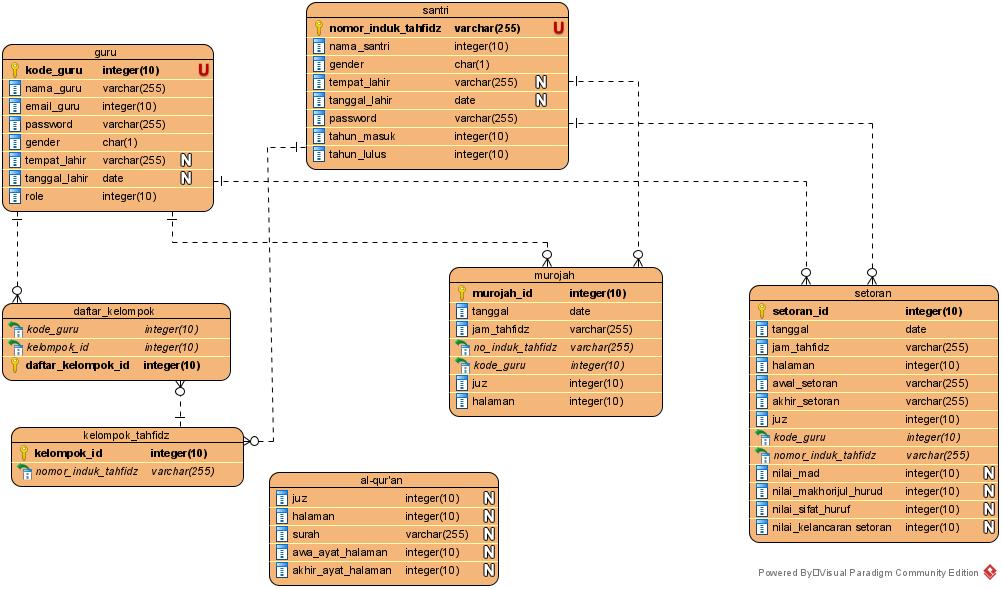 santri
nomor_induk_tahfidz varchar(255) U
nama_santri integer(10)
gender char(1)
tempat_lahir varchar(255) N
tanggal_lahir date N
password varchar(255)
tahun_masuk integer(10)
tahun_lulus integer(10)
guru
kode_guru integer(10) U
nama_guru varchar(255)
email_guru integer(10)
password varchar(255)
gender char(1)
tempat_lahir varchar(255) N
tanggal_lahir date N
role integer(10)
murojah
murojah_id integer(10)
tanggal date
jam_tahfidz varchar(255)
no_induk_tahfidz varchar(255)
kode_guru integer(10)
juz integer(10)
halaman integer(10)
setoran
setoran_id integer(10)
tanggal date
jam_tahfidz varchar(255)
halaman integer(10)
awal_setoran varchar(255)
akhir_setoran varchar(255)
juz integer(10)
kode_guru integer(10)
nomor_induk_tahfidz varchar(255)
nilai_mad integer(10) N
nilai_makhorijul_hurud integer(10) N
nilai_sifat_huruf integer(10) N
nilai_kelancaran setoran integer(10) N
daftar_kelompok
kode_guru integer(10)
kelompok_id integer(10)
daftar_kelompok_id integer(10)
kelompok_tahfidz
kelompok_id integer(10)
nomor_induk_tahfidz varchar(255)
al-qur'an
juz integer(10) N
halaman integer(10) N
surah varchar(255) N
awa_ayat_halaman integer(10) N
akhir_ayat_halaman integer(10) N
Powered By Visual Paradigm Community Edition